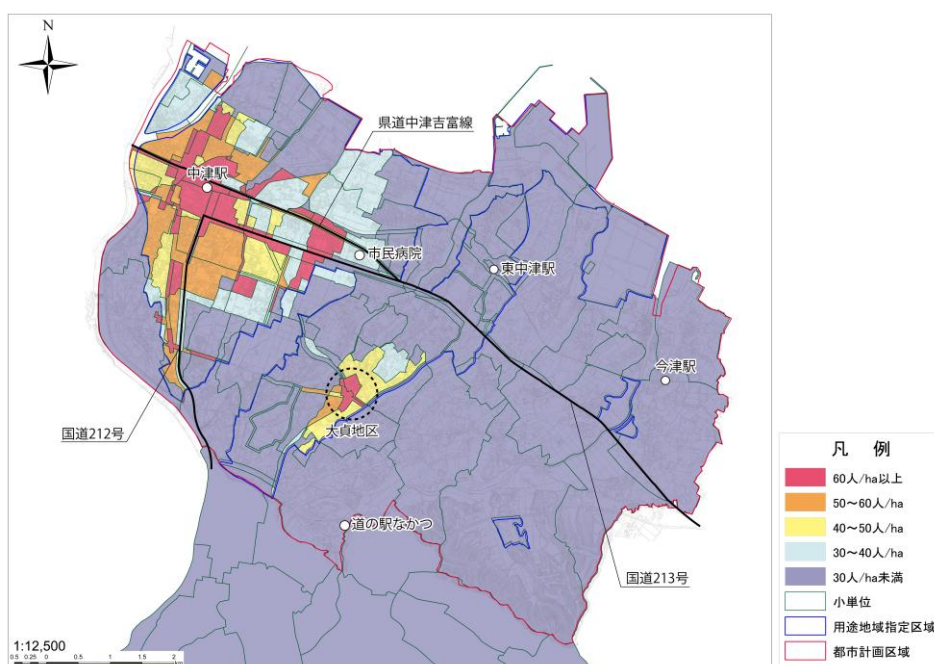 N
県道中津吉富線
中津駅
市民病院
東中津駅
今津駅
大貞地区
国道212号
道の駅なかつ
国道213号
1:12,500
0.5 0.25 0 0.5 1 1.5 2
凡 例
60人/ha以上
50～60人/ha
40～50人/ha
30～40人/ha
30人/ha未満
小単位
用途地域指定区域
都市計画区域